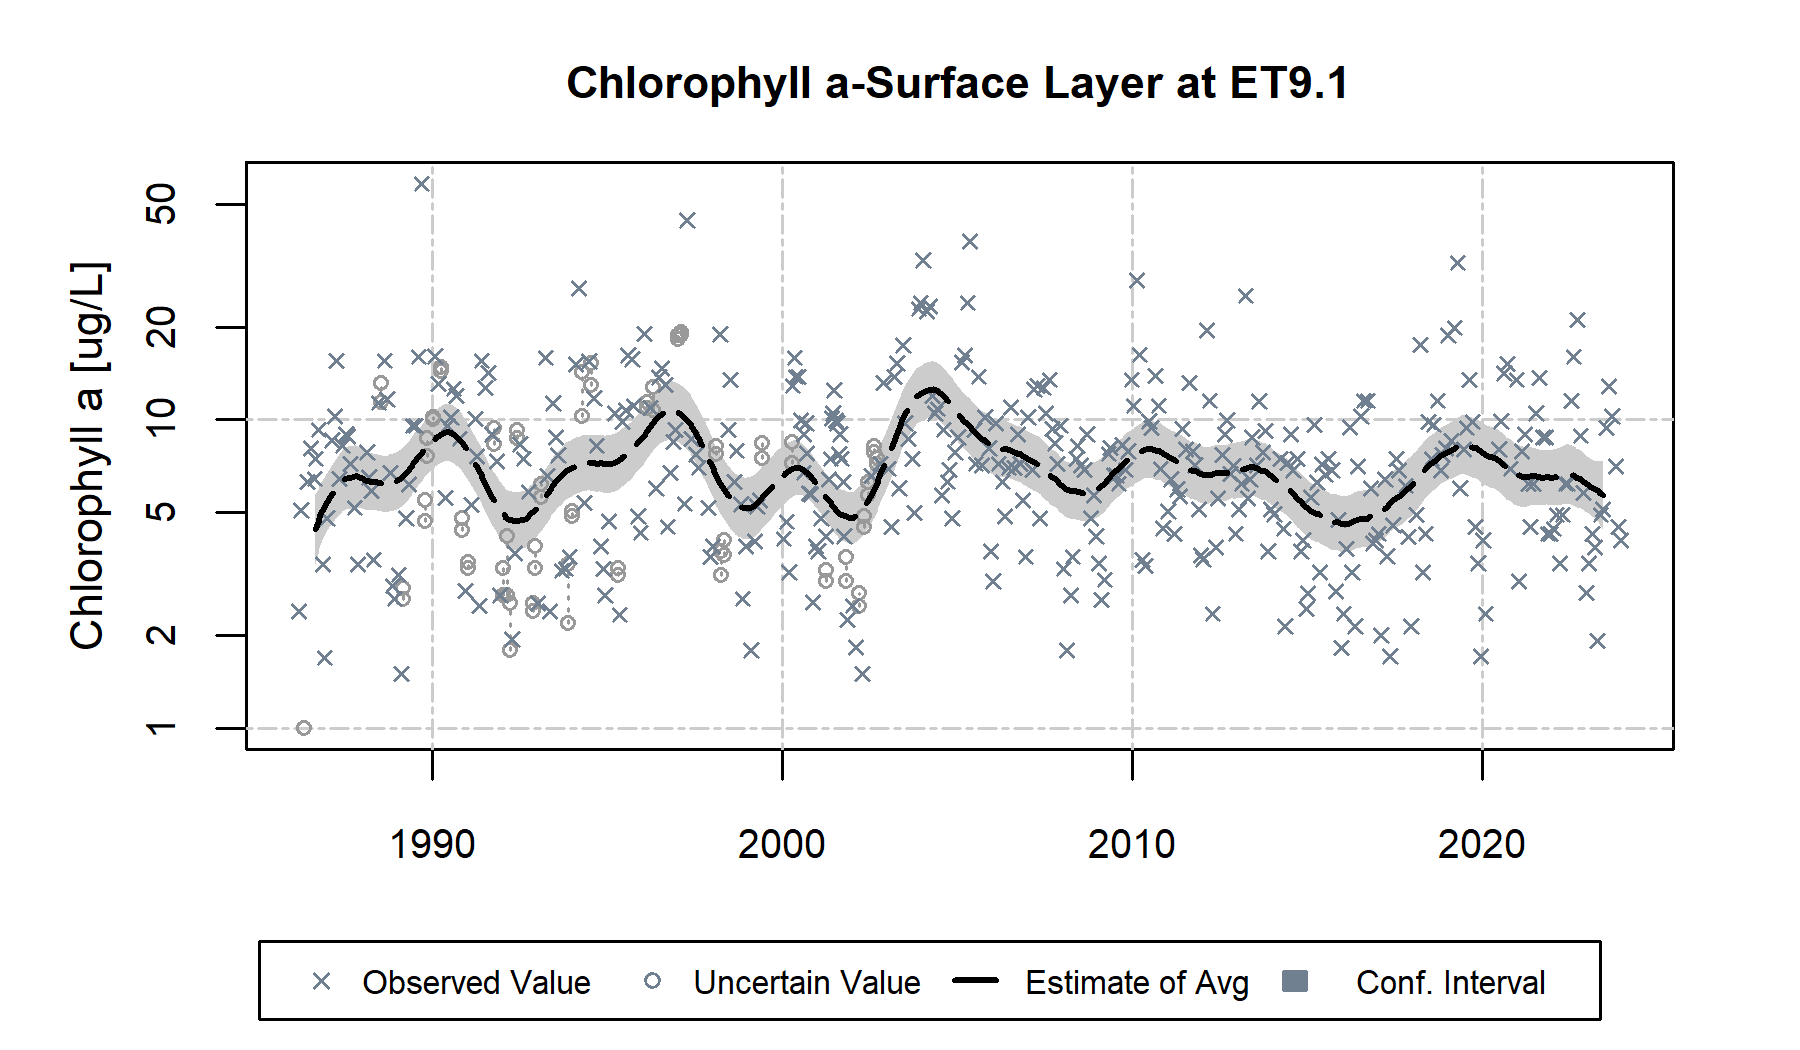 Chlorophyll a-Surface Layer at ET9.1
Chlorophyll a [ug/L]
50
20
10
5
2
1
1990 2000 2010 2020
Observed Value Uncertain Value Estimate of Avg Conf. Interval